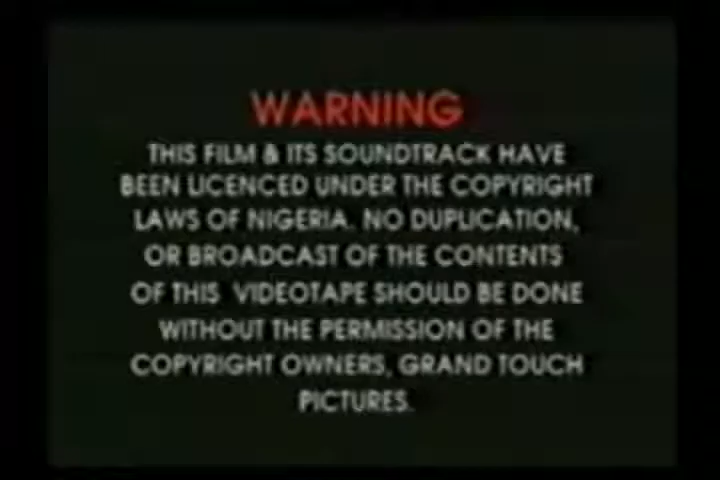 WARNING
THIS FILM & ITS SOUNDTRACK HAVE
BEEN LICENCED UNDER THE COPYRIGHT
LAWS OF NIGERIA. NO DUPLICATION,
OR BROADCAST OF THE CONTENTS
OF THIS VIDEOTAPE SHOULD BE DONE
WITHOUT THE PERMISSION OF THE
COPYRIGHT OWNERS, GRAND TOUCH
PICTURES.